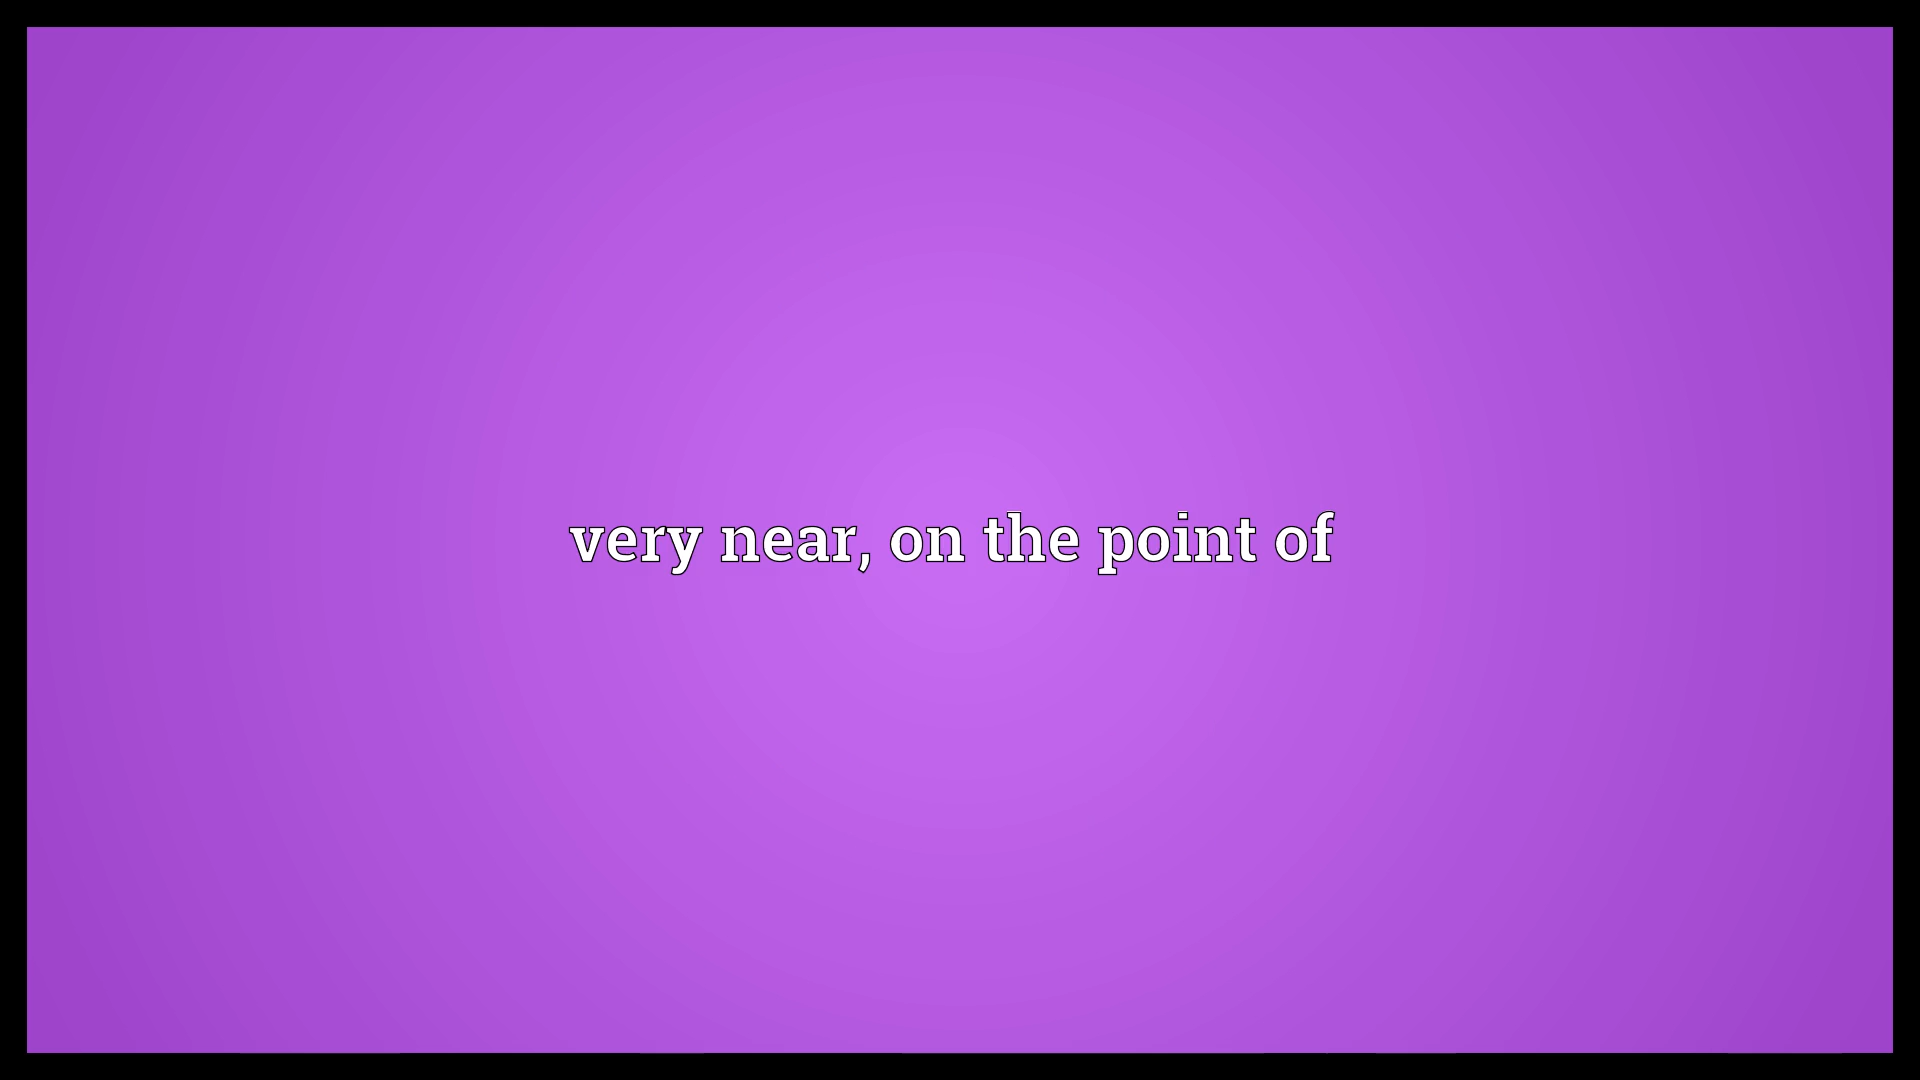 very near, on the point of